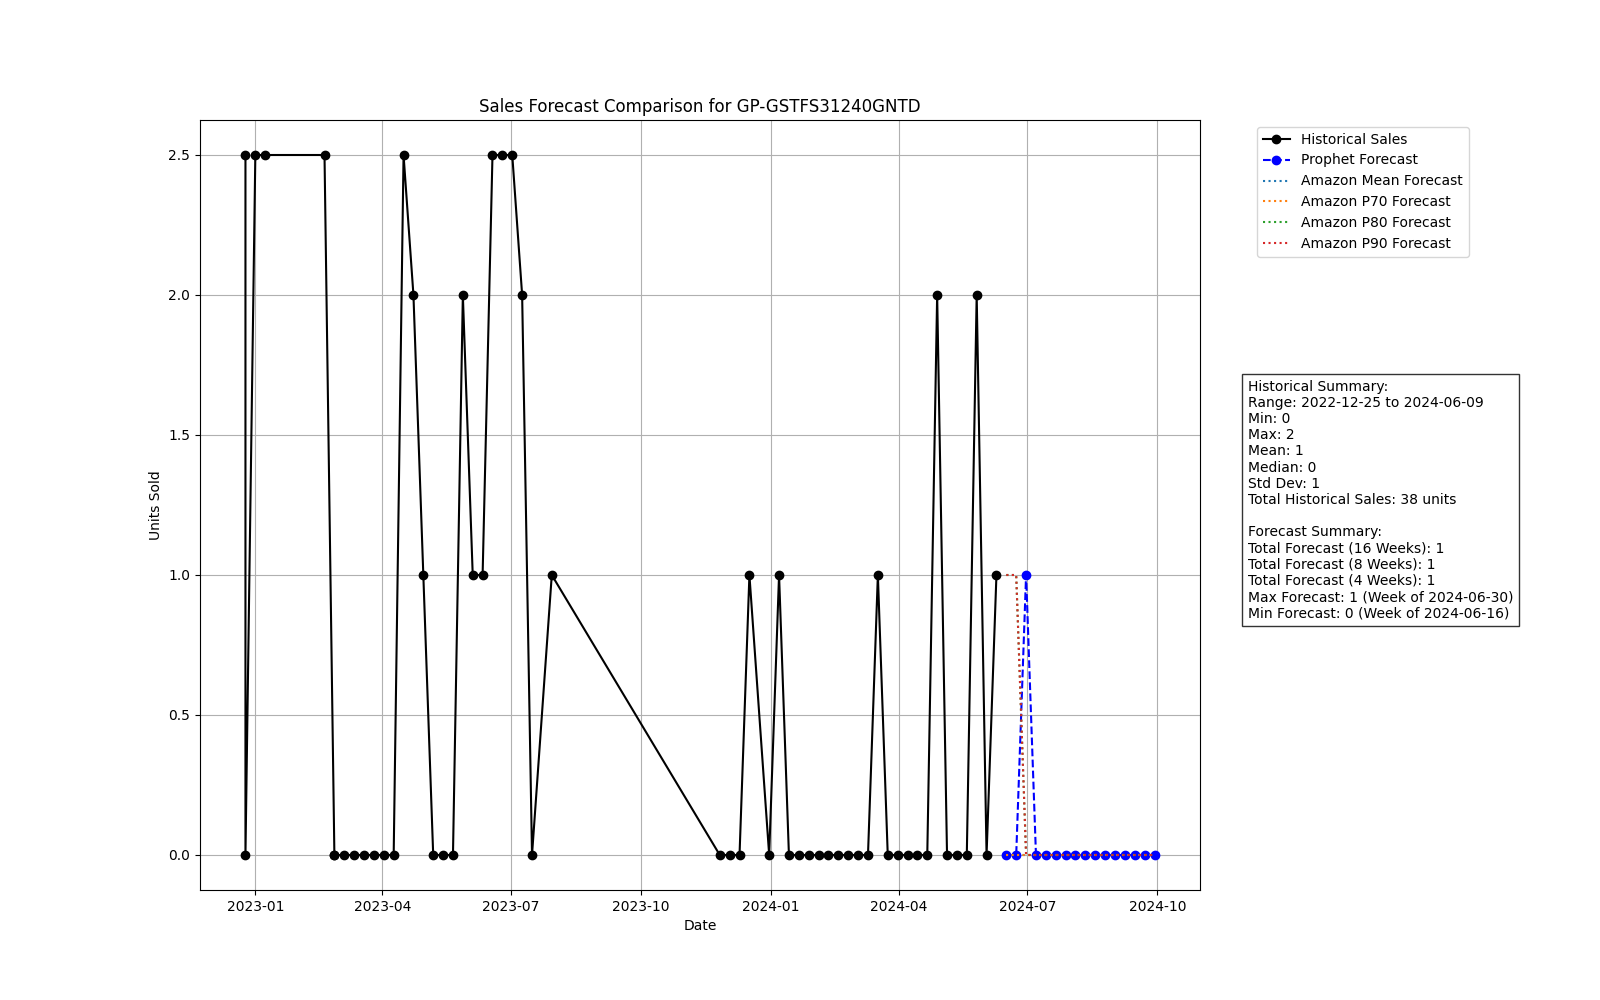 Sales Forecast Comparison for GP-GSTFS31240GNTD
Units Sold
2.5
2.0
1.5
1.0
0.5
0.0
2023-01
2023-04
2023-07
2023-10
2024-01
2024-04
2024-07
2024-10
Date
Historical Sales
Prophet Forecast
Amazon Mean Forecast
Amazon P70 Forecast
Amazon P80 Forecast
Amazon P90 Forecast
Historical Summary:
Range: 2022-12-25 to 2024-06-09
Min: 0
Max: 2
Mean: 1
Median: 0
Std Dev: 1
Total Historical Sales: 38 units
Forecast Summary:
Total Forecast (16 Weeks): 1
Total Forecast (8 Weeks): 1
Total Forecast (4 Weeks): 1
Max Forecast: 1 (Week of 2024-06-30)
Min Forecast: 0 (Week of 2024-06-16)